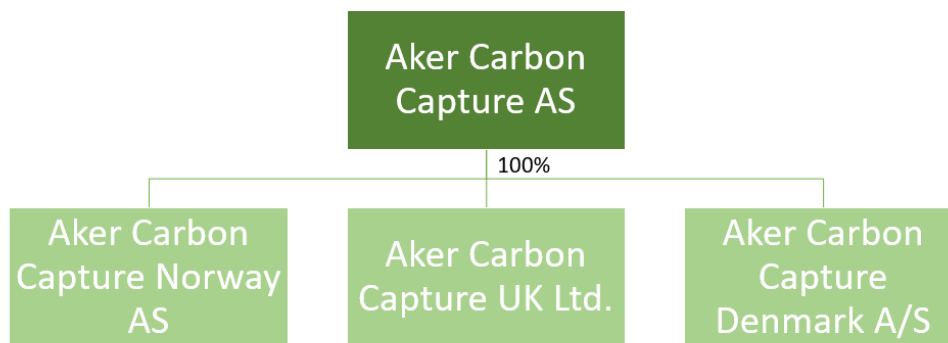 Aker Carbon
Capture AS
100%
Aker Carbon
Capture Norway
AS
Aker Carbon
Capture UK Ltd.
Aker Carbon
Capture
Denmark A/S